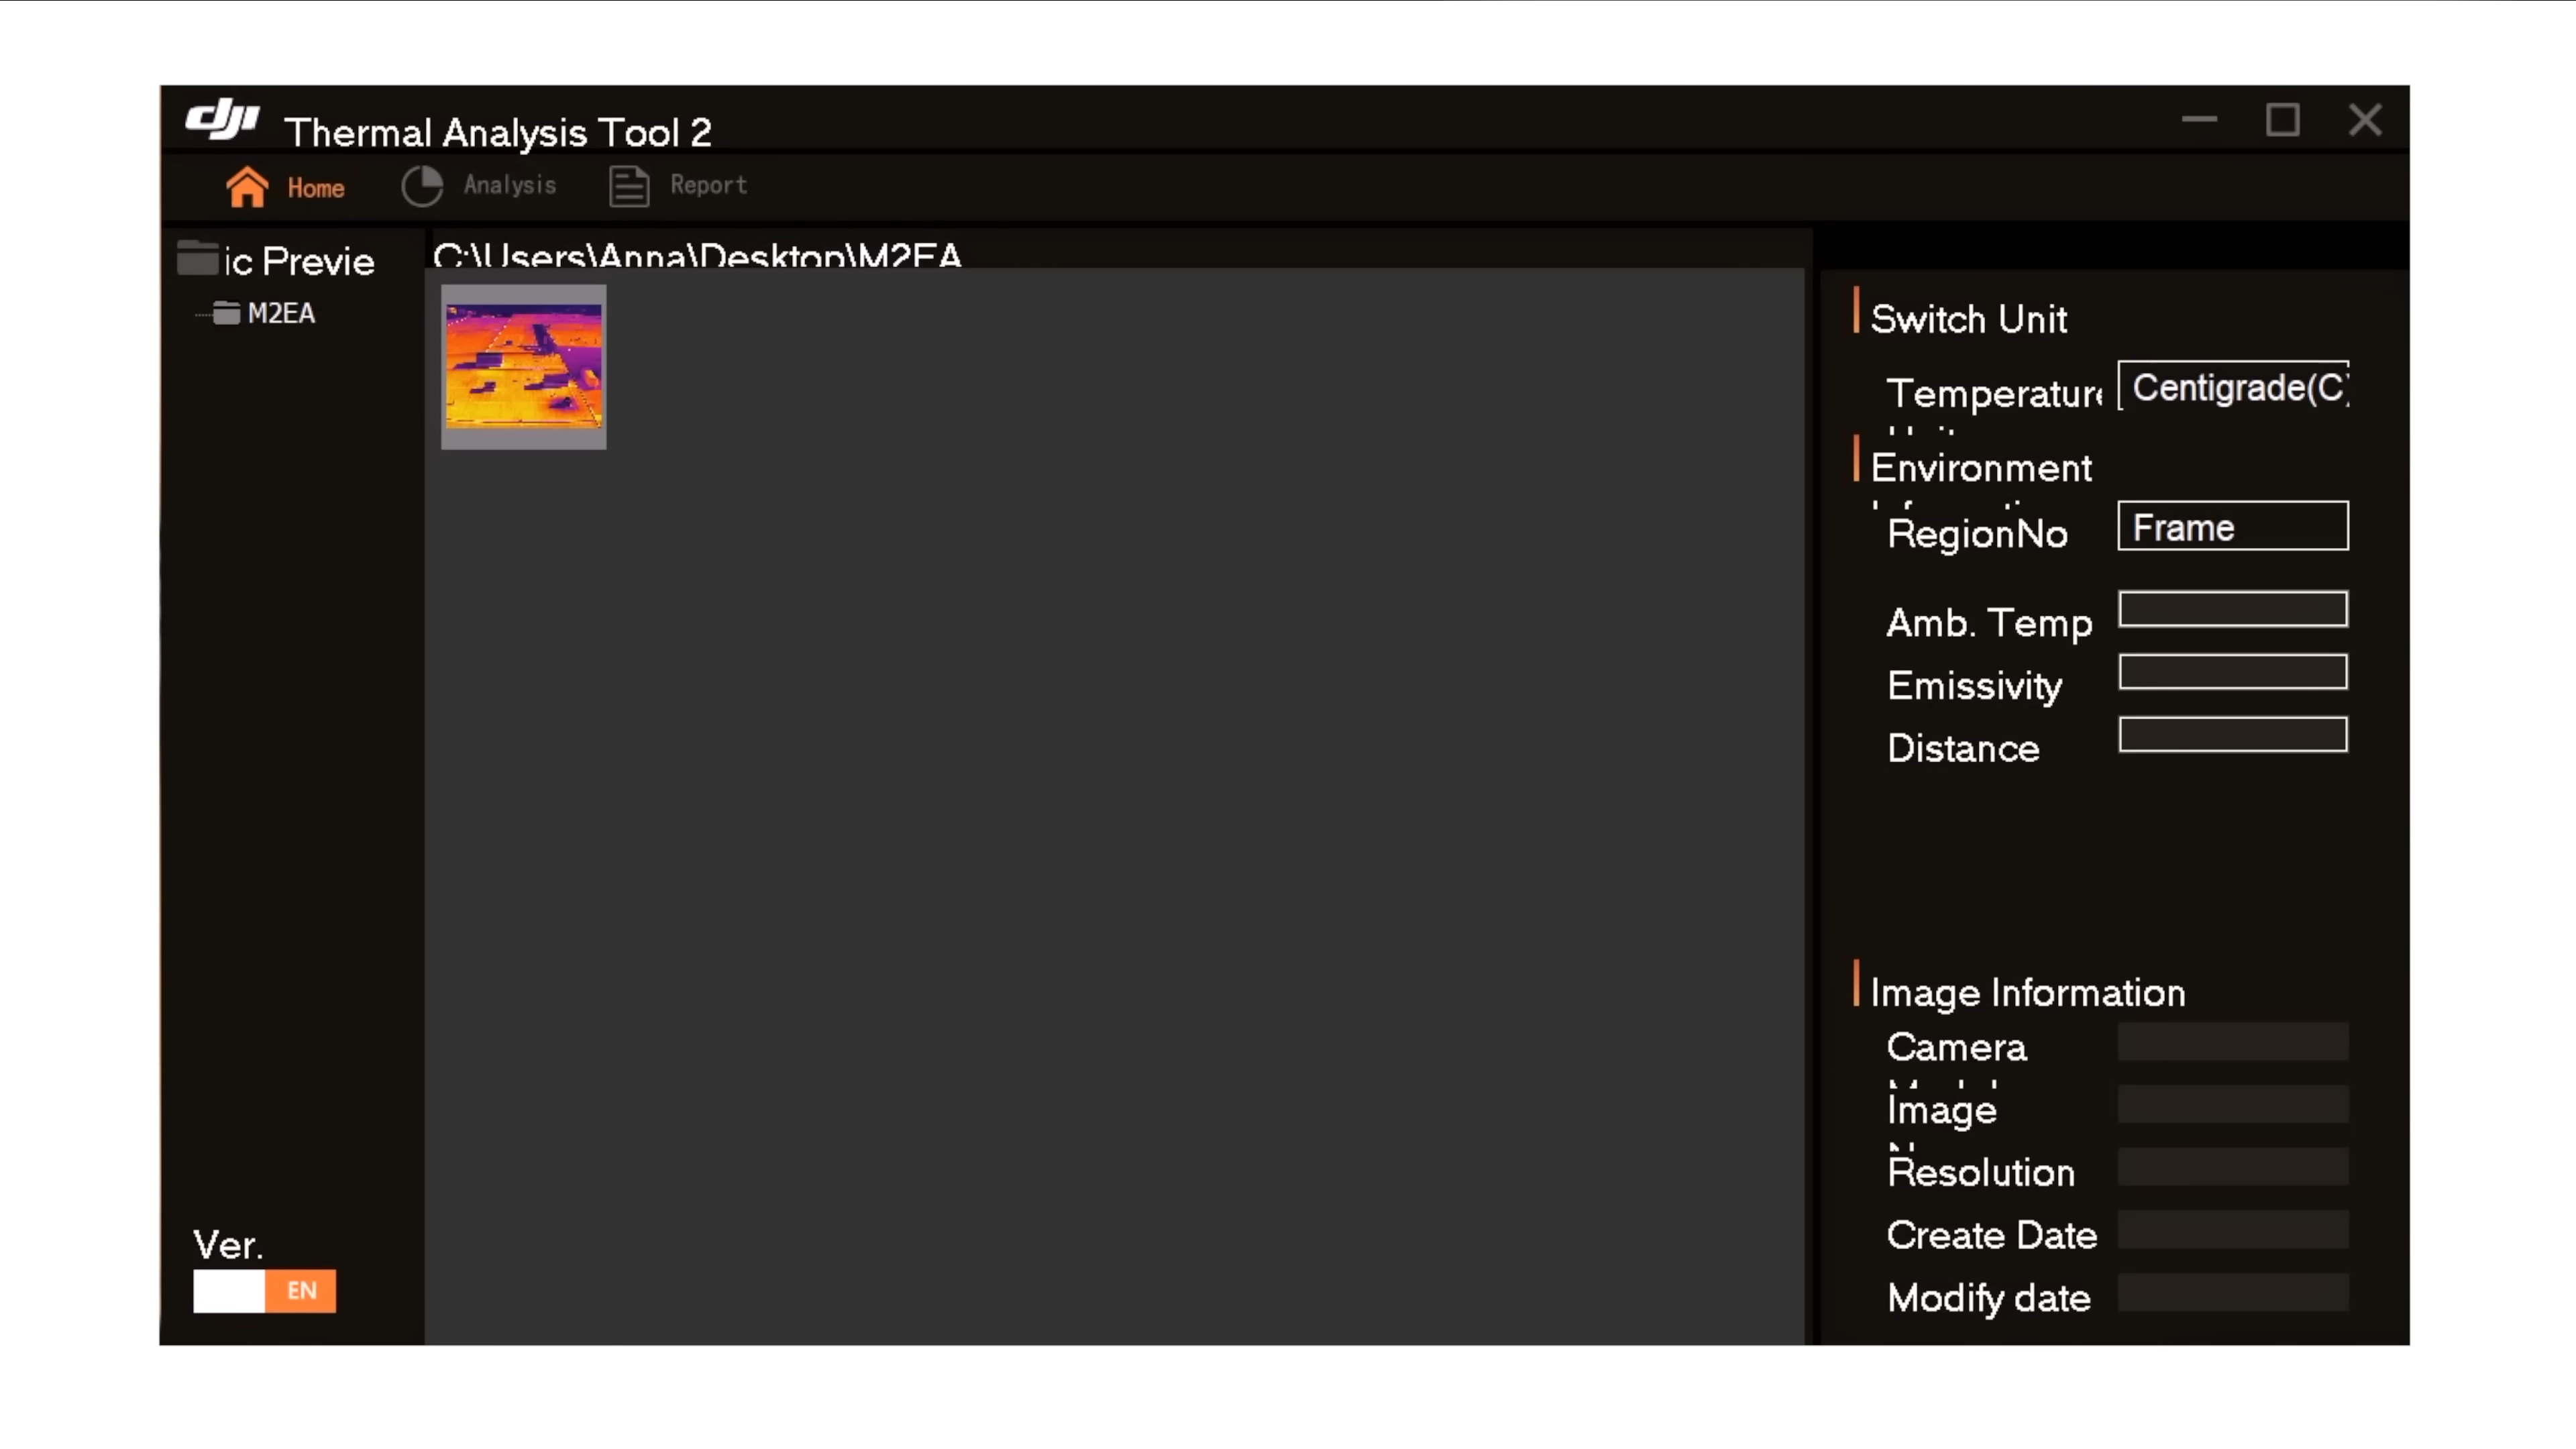 dji Thermal Analysis Tool 2
Home Analysis Report
ic Previe
C:\Users\Anna\Desktop\M2EA
M2EA
Switch Unit
Temperature Centigrade(C)
Environment
RegionNo Frame
Amb. Temp
Emissivity
Distance
Image Information
Camera
Image
Resolution
Create Date
Modify date
Ver.
EN